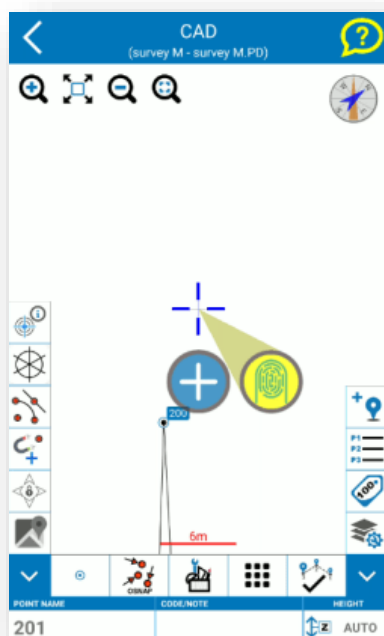 CAD
(survey M - survey M.PD)
200
P1
P2
P3
100
6m
OSNAP
POINT NAME CODE/NOTE HEIGHT
201 Z AUTO